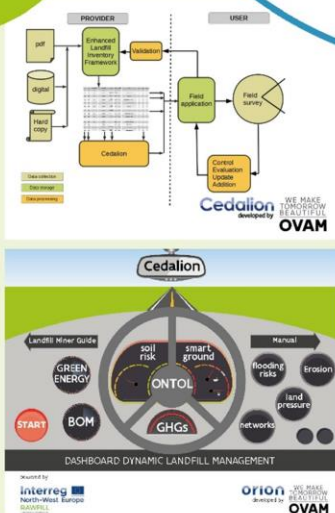 PROVIDER
USER
pdf
digital
Hard
copy
Enhanced
Landfill
Inventory
Framework
Validation
Cedalion
Field
application
Field
survey
Control
Evaluation
Update
Addition
Data collection
Data storage
Data processing
Cedalion
developed by
WE MAKE
TOMORROW
BEAUTIFUL
OVAM
Cedalion
Landfill Miner Guide
Manual
soil
risk
smart
ground
ONTOL
GHGs
GREEN
ENERGY
START
BOM
flooding
risks
Erosion
land
pressure
networks
DASHBOARD DYNAMIC LANDFILL MANAGEMENT
powered by
Interreg
North-West Europe
RAWFILL
orion
developed by
WE MAKE
TOMORROW
BEAUTIFUL
OVAM